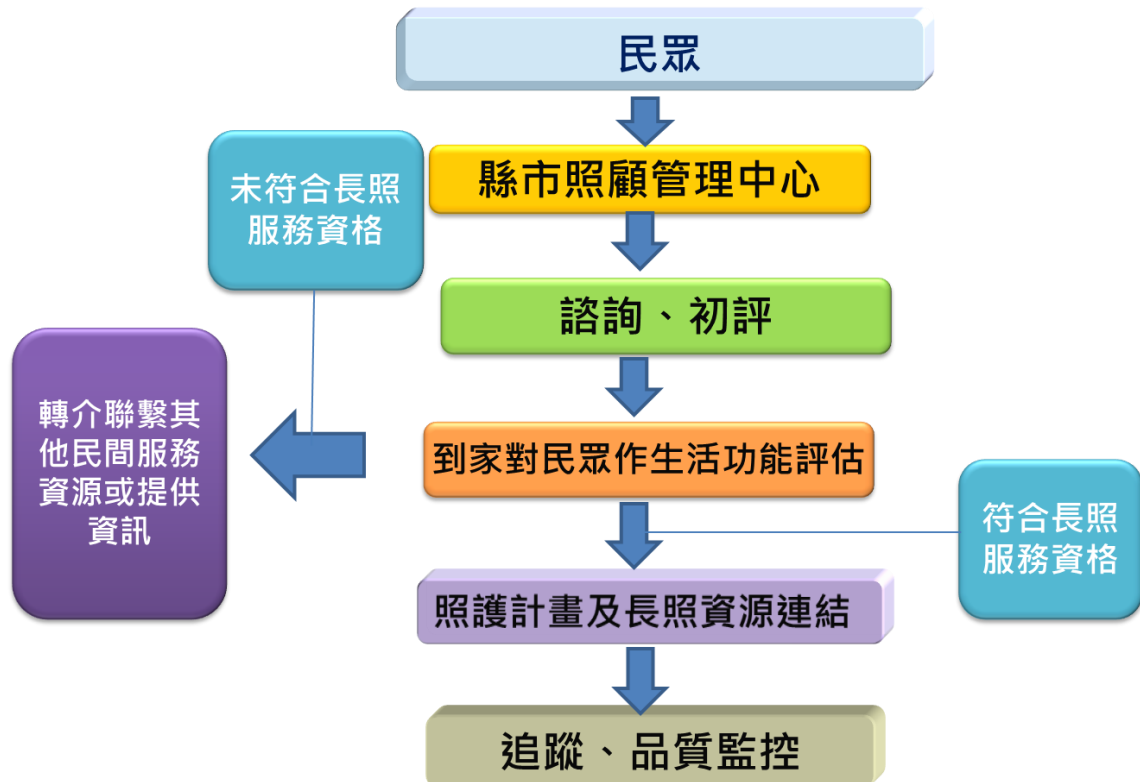 民眾
縣市照顧管理中心
未符合長照
服務資格
諮詢、初評
轉介聯繫其
他民間服務
資源或提供
資訊
到家對民眾作生活功能評估
符合長照
服務資格
照護計畫及長照資源連結
追蹤、品質監控